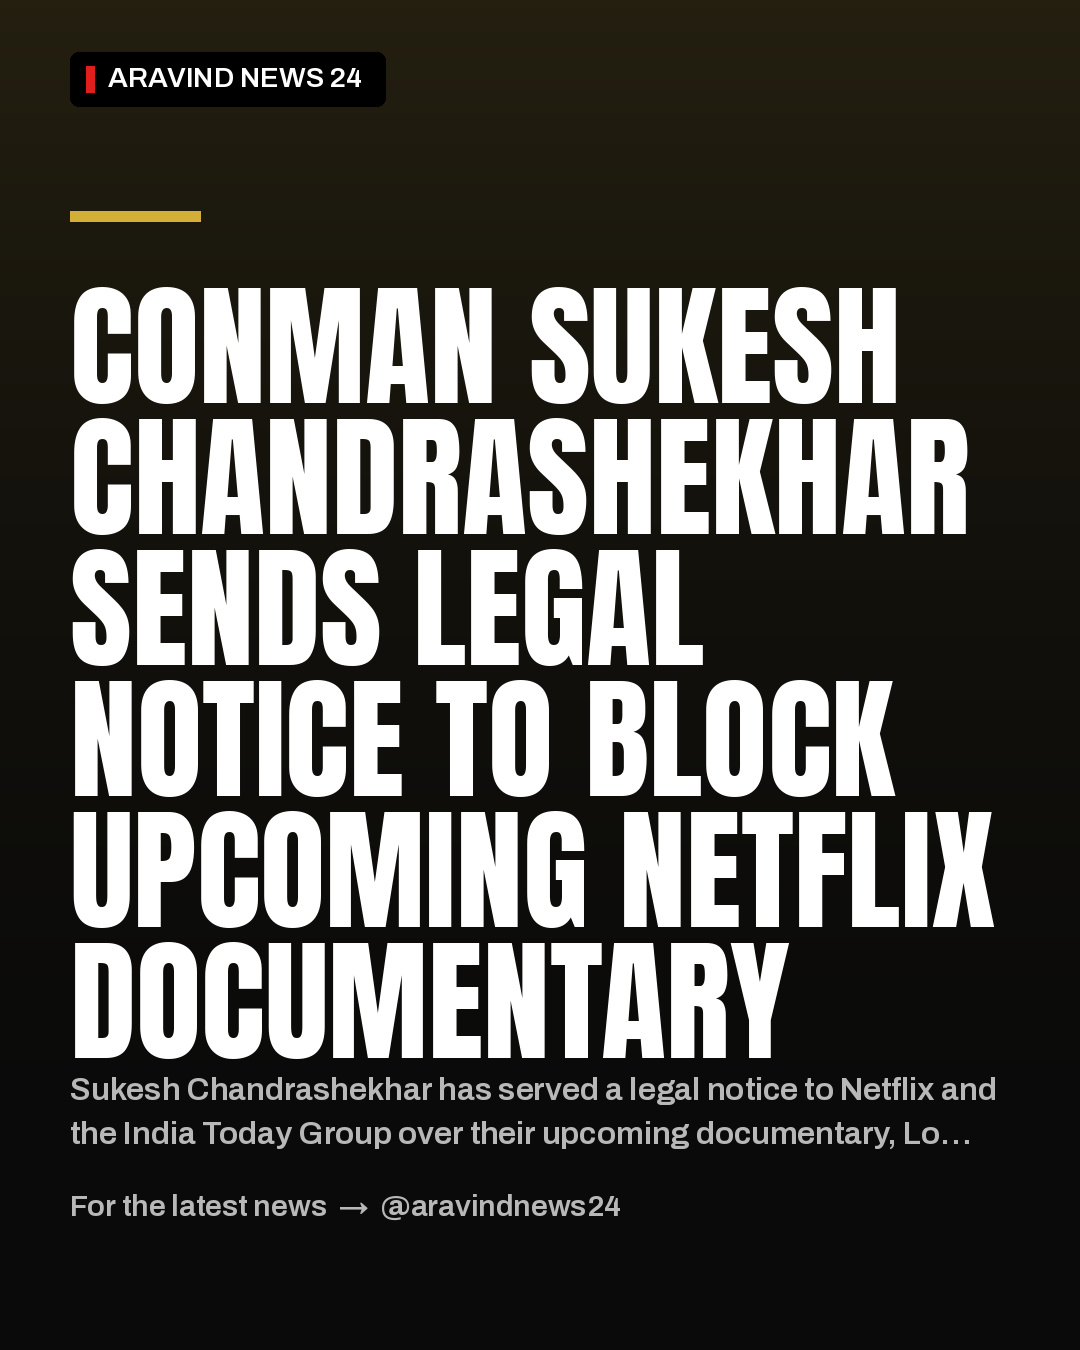 ARAVIND NEWS 24
CONMAN SUKESH
CHANDRASHEKHAR
SENDS LEGAL
NOTICE TO BLOCK
UPCOMING NETFLIX
DOCUMENTARY
Sukesh Chandrashekhar has served a legal notice to Netflix and
the India Today Group over their upcoming documentary, Lo...
For the latest news → @aravindnews24